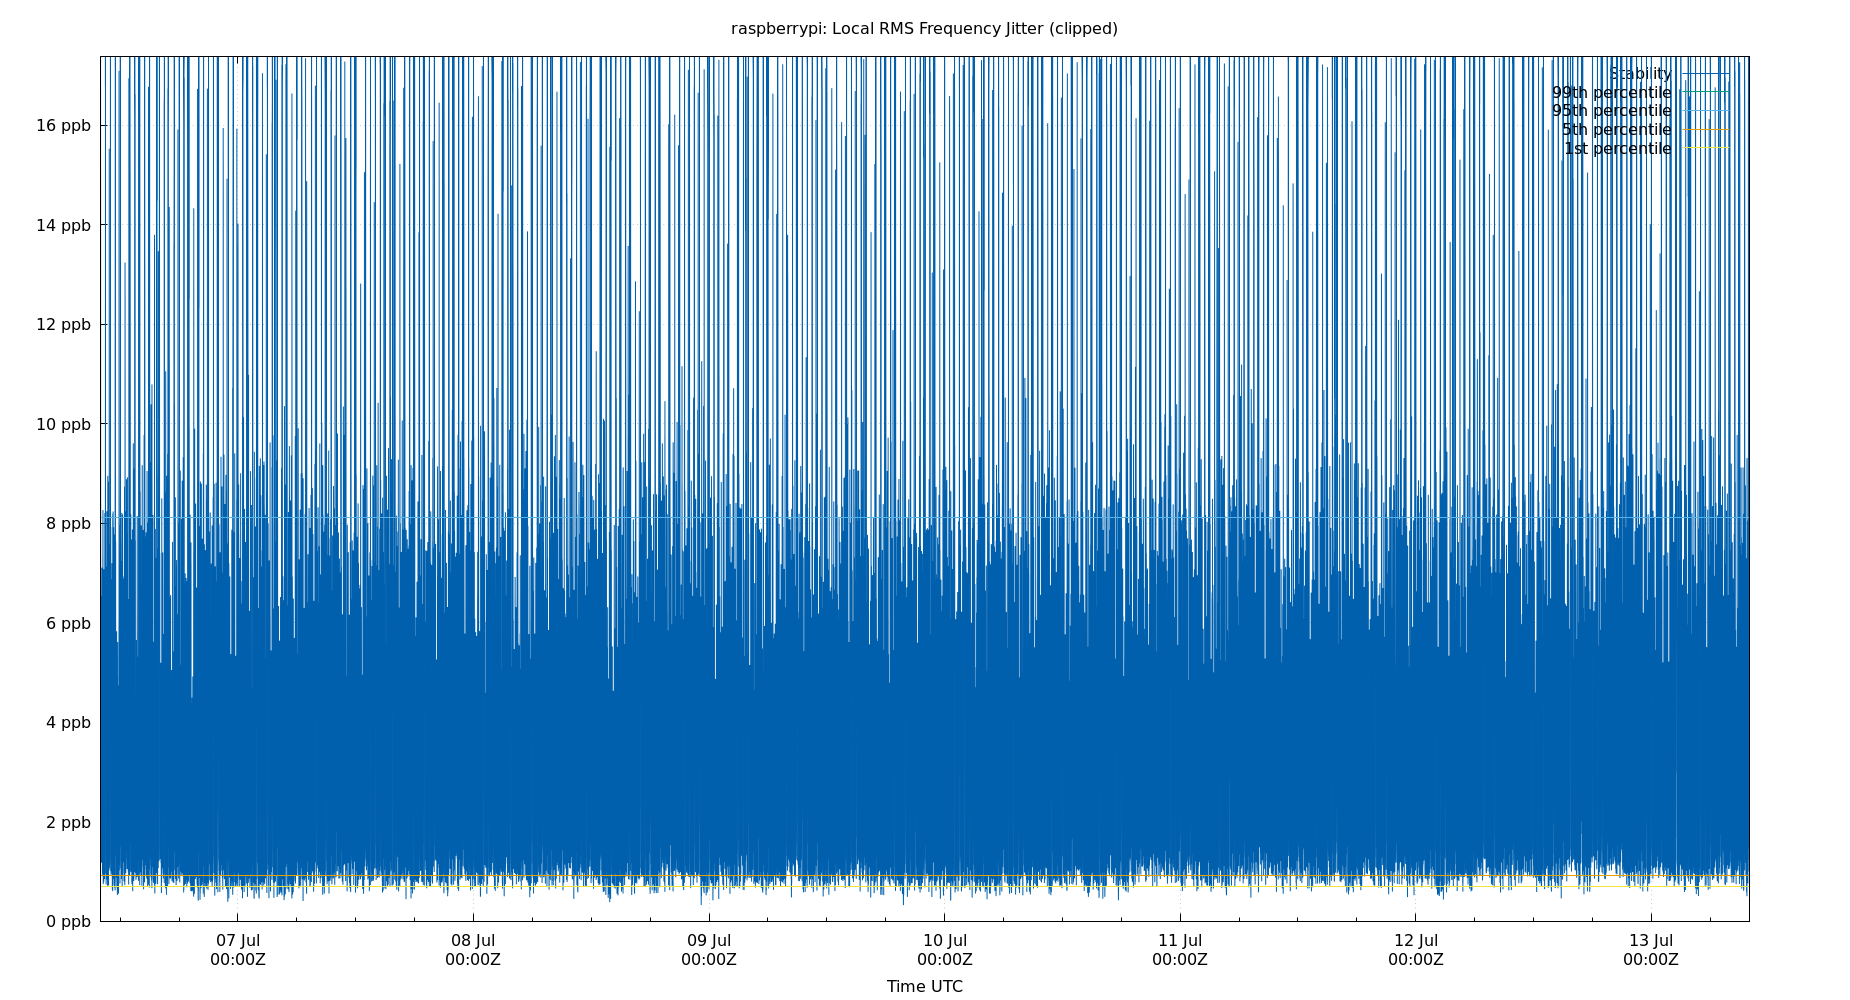 raspberrypi: Local RMS Frequency Jitter (clipped)
Stability
99th percentile
95th percentile
5th percentile
1st percentile
16 ppb
14 ppb
12 ppb
10 ppb
8 ppb
6 ppb
4 ppb
2 ppb
0 ppb
07 Jul 08 Jul 09 Jul 10 Jul 11 Jul 12 Jul 13 Jul
00:00Z 00:00Z 00:00Z 00:00Z 00:00Z 00:00Z 00:00Z
Time UTC